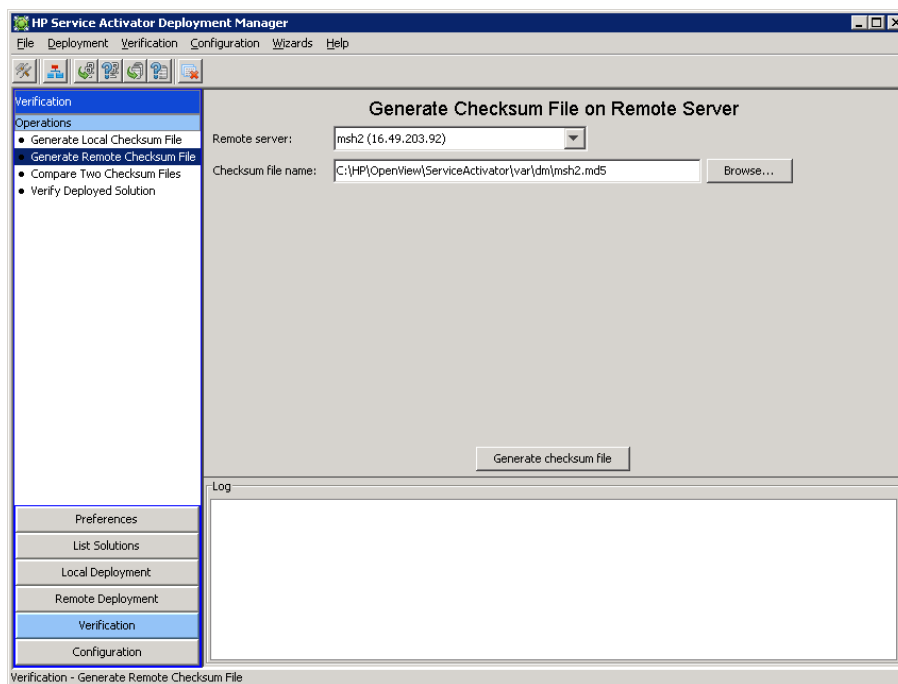 HP Service Activator Deployment Manager
File Deployment Verification Configuration Wizards Help
Verification
Operations
Generate Local Checksum File
Generate Remote Checksum File
Compare Two Checksum Files
Verify Deployed Solution
Generate Checksum File on Remote Server
Remote server: msh2 (16.49.203.92)
Checksum file name: C:\HP\OpenView\ServiceActivator\var\dm\msh2.md5 Browse...
Generate checksum file
Log
Preferences
List Solutions
Local Deployment
Remote Deployment
Verification
Configuration
Verification - Generate Remote Checksum File